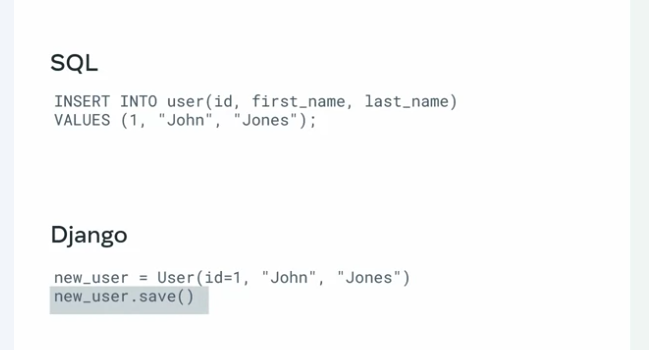 SQL
INSERT INTO user(id, first_name, last_name)
VALUES (1, "John", "Jones");
Django
new_user = User(id=1, "John", "Jones")
new_user.save()